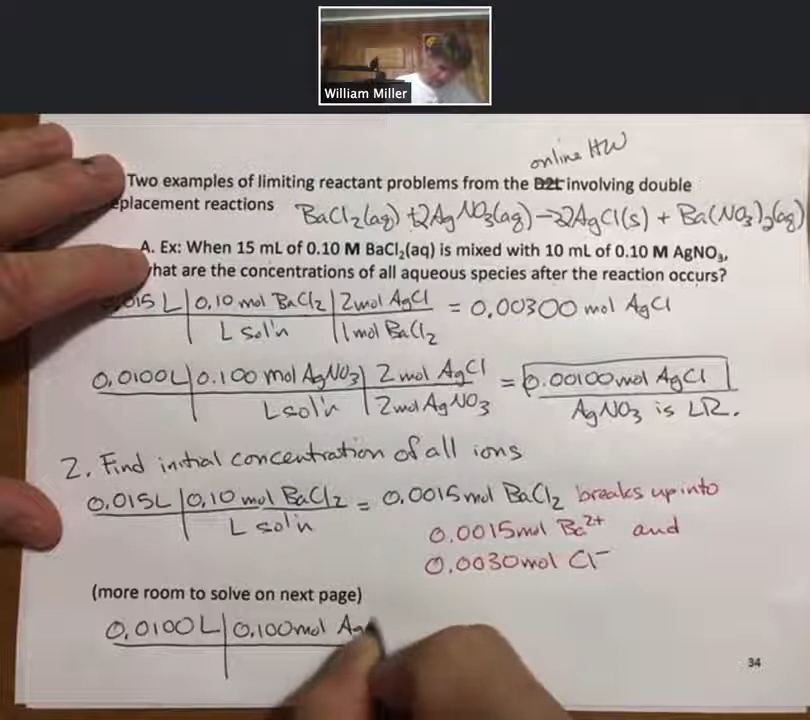 William Miller
online HW
Two examples of limiting reactant problems from the involving double
placement reactions BaCl₂(aq) + 2AgNO₃(aq) → 2AgCl(s) + Ba(NO₃)₂(aq)
A. Ex: When 15 mL of 0.10 M BaCl₂(aq) is mixed with 10 mL of 0.10 M AgNO₃,
hat are the concentrations of all aqueous species after the reaction occurs?
.015 L | 0.10 mol BaCl₂ | 2 mol AgCl = 0.00300 mol AgCl
L sol'n | 1 mol BaCl₂
0.0100L | 0.100 mol AgNO₃ | 2 mol AgCl = 0.00100 mol AgCl
L sol'n | 2 mol AgNO₃ AgNO₃ is LR.
2. Find initial concentration of all ions
0.015L | 0.10 mol BaCl₂ = 0.0015 mol BaCl₂ breaks up into
L sol'n 0.0015 mol Ba²⁺ and
0.0030 mol Cl⁻
(more room to solve on next page)
0.0100 L | 0.100 mol Ag
34